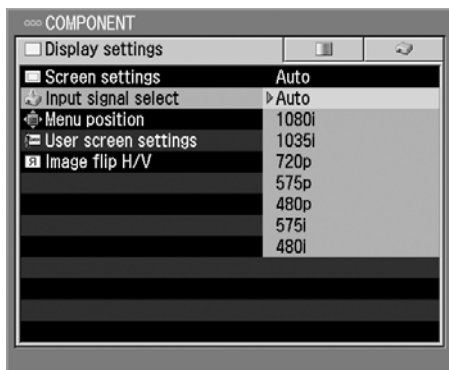 COMPONENT
Display settings
Screen settings Auto
Input signal select Auto
Menu position 1080i
User screen settings 1035i
Image flip H/V 720p
575p
480p
575i
480i